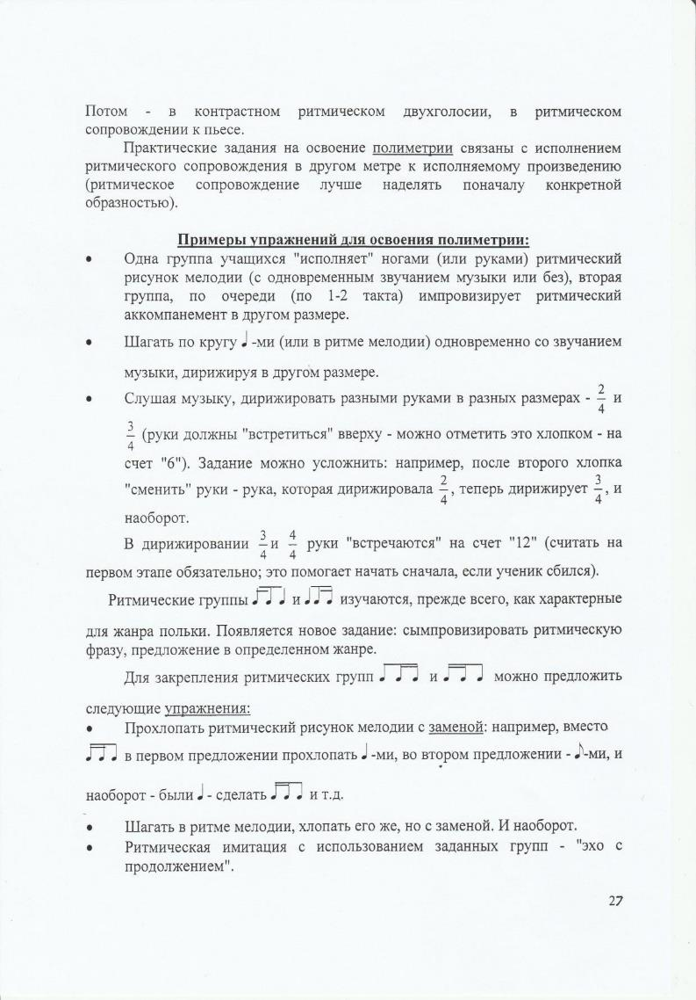 Потом - в контрастном ритмическом двухголосии, в ритмическом
сопровождении к пьесе.
Практические задания на освоение полиметрии связаны с исполнением
ритмического сопровождения в другом метре к исполняемому произведению
(ритмическое сопровождение лучше наделять поначалу конкретной
образностью).
Примеры упражнений для освоения полиметрии:
• Одна группа учащихся "исполняет" ногами (или руками) ритмический
рисунок мелодии (с одновременным звучанием музыки или без), вторая
группа, по очереди (по 1-2 такта) импровизирует ритмический
аккомпанемент в другом размере.
• Шагать по кругу ♩ -ми (или в ритме мелодии) одновременно со звучанием
музыки, дирижируя в другом размере.
• Слушая музыку, дирижировать разными руками в разных размерах - 2/4 и
3/4 (руки должны "встретиться" вверху - можно отметить это хлопком - на
счет "6"). Задание можно усложнить: например, после второго хлопка
"сменить" руки - рука, которая дирижировала 2/4, теперь дирижирует 3/4, и
наоборот.
В дирижировании 3/4 и 4/4 руки "встречаются" на счет "12" (считать на
первом этапе обязательно; это помогает начать сначала, если ученик сбился).
Ритмические группы и изучаются, прежде всего, как характерные
для жанра польки. Появляется новое задание: сымпровизировать ритмическую
фразу, предложение в определенном жанре.
Для закрепления ритмических групп и можно предложить
следующие упражнения:
• Прохлопать ритмический рисунок мелодии с заменой: например, вместо
в первом предложении прохлопать ♩ -ми, во втором предложении - ♪-ми, и
наоборот - были ♩ - сделать и т.д.
• Шагать в ритме мелодии, хлопать его же, но с заменой. И наоборот.
• Ритмическая имитация с использованием заданных групп - "эхо с
продолжением".
27